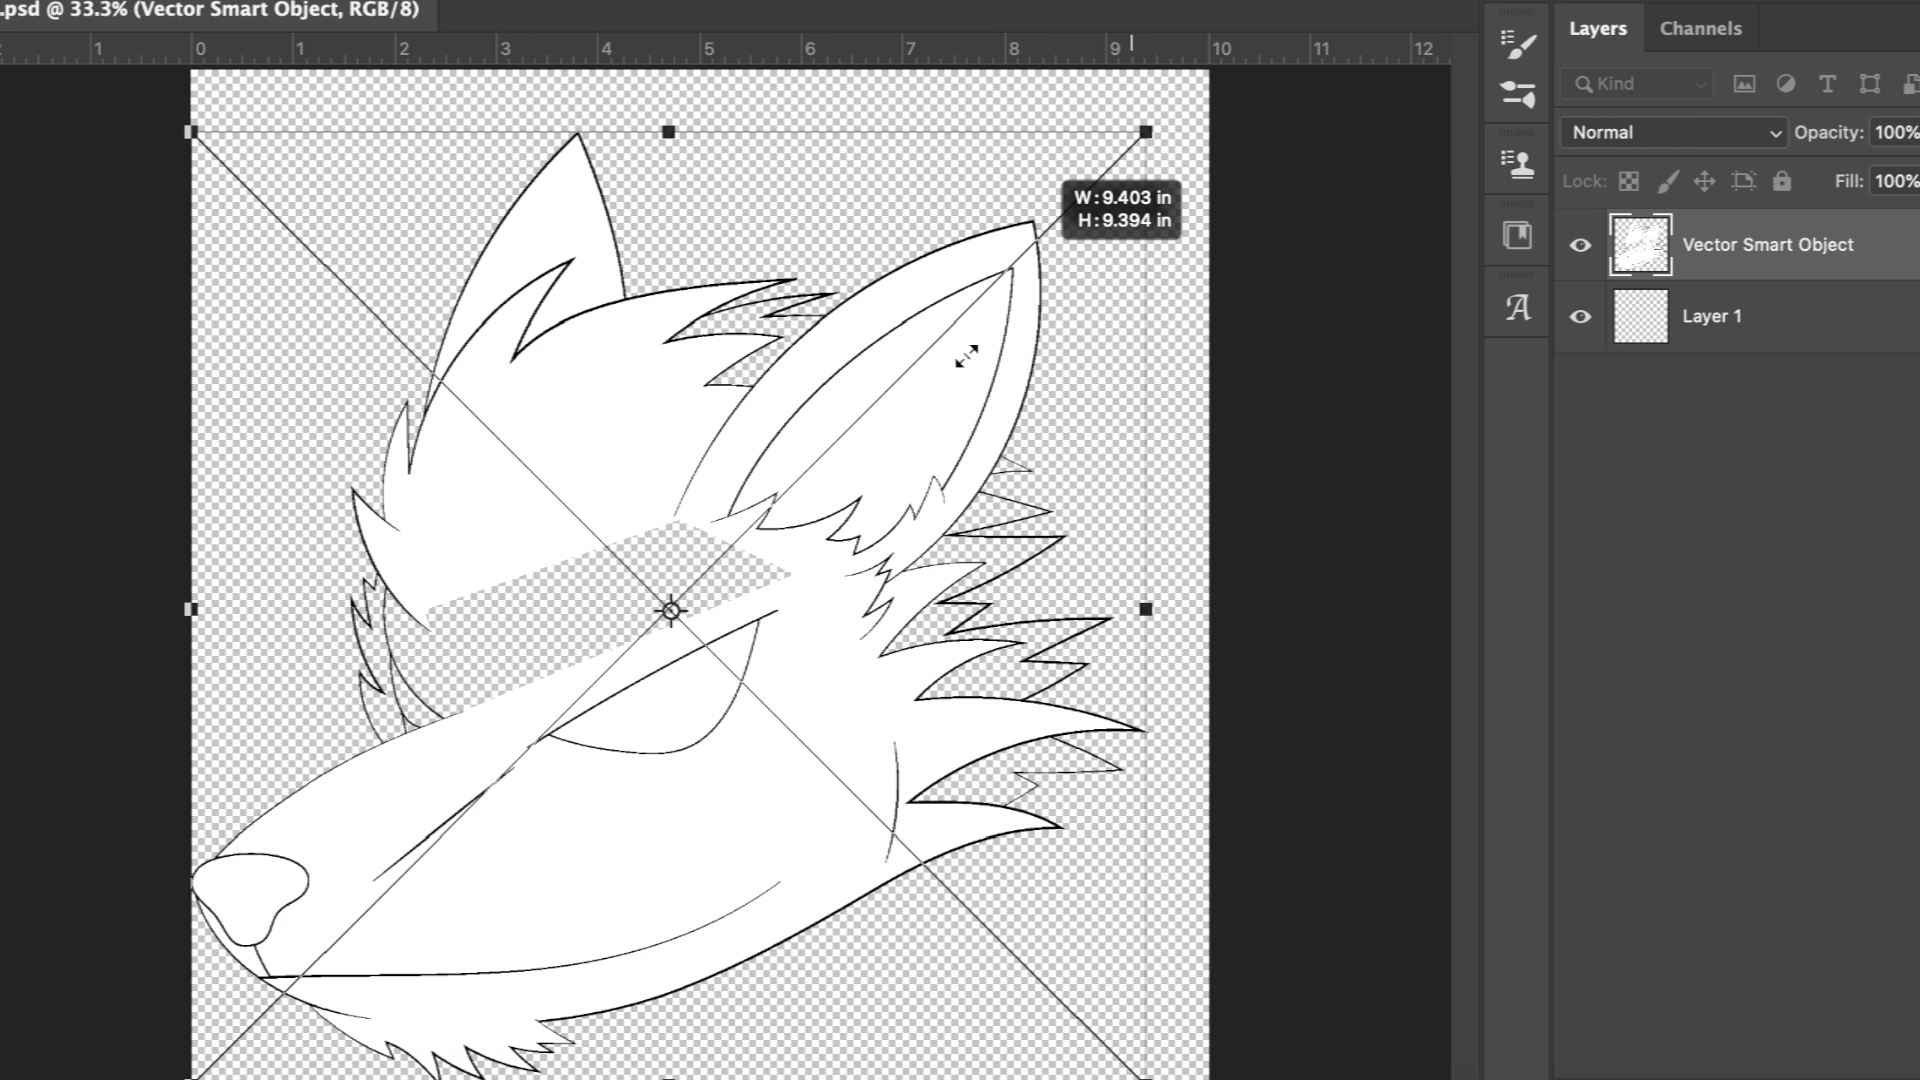 .psd @ 33.3% (Vector Smart Object, RGB/8)
1 0 1 2 3 4 5 6 7 8 9 10 11 12
Layers Channels
Kind
Normal Opacity: 100%
Lock: Fill: 100%
W: 9.403 in
H: 9.394 in
Vector Smart Object
Layer 1